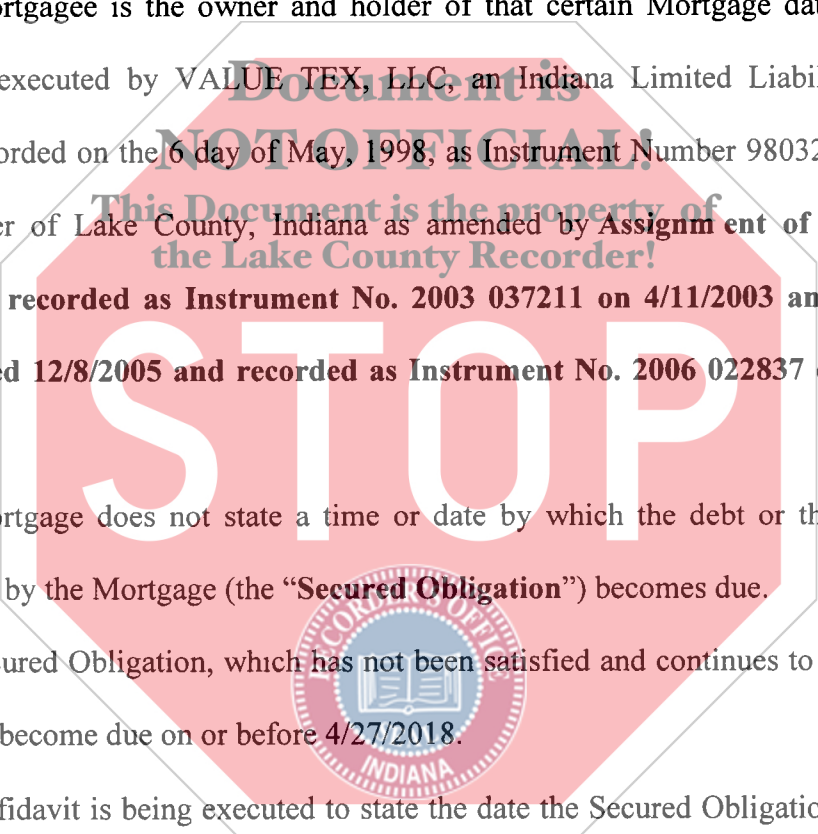 rtgagee is the owner and holder of that certain Mortgage dat
executed by VALUE TEX, LLC, an Indiana Limited Liabil
Document is
orded on the 6 day of May, 1998, as Instrument Number 98032
NOT OFFICIAL!
This Document is the property of
er of Lake County, Indiana as amended by Assignm ent of
the Lake County Recorder!
recorded as Instrument No. 2003 037211 on 4/11/2003 an
ed 12/8/2005 and recorded as Instrument No. 2006 022837
STOP
ortgage does not state a time or date by which the debt or th
by the Mortgage (the “Secured Obligation”) becomes due.
RECORDER'S OFFICE
ured Obligation, which has not been satisfied and continues to
become due on or before 4/27/2018.
INDIANA
fidavit is being executed to state the date the Secured Obligatio